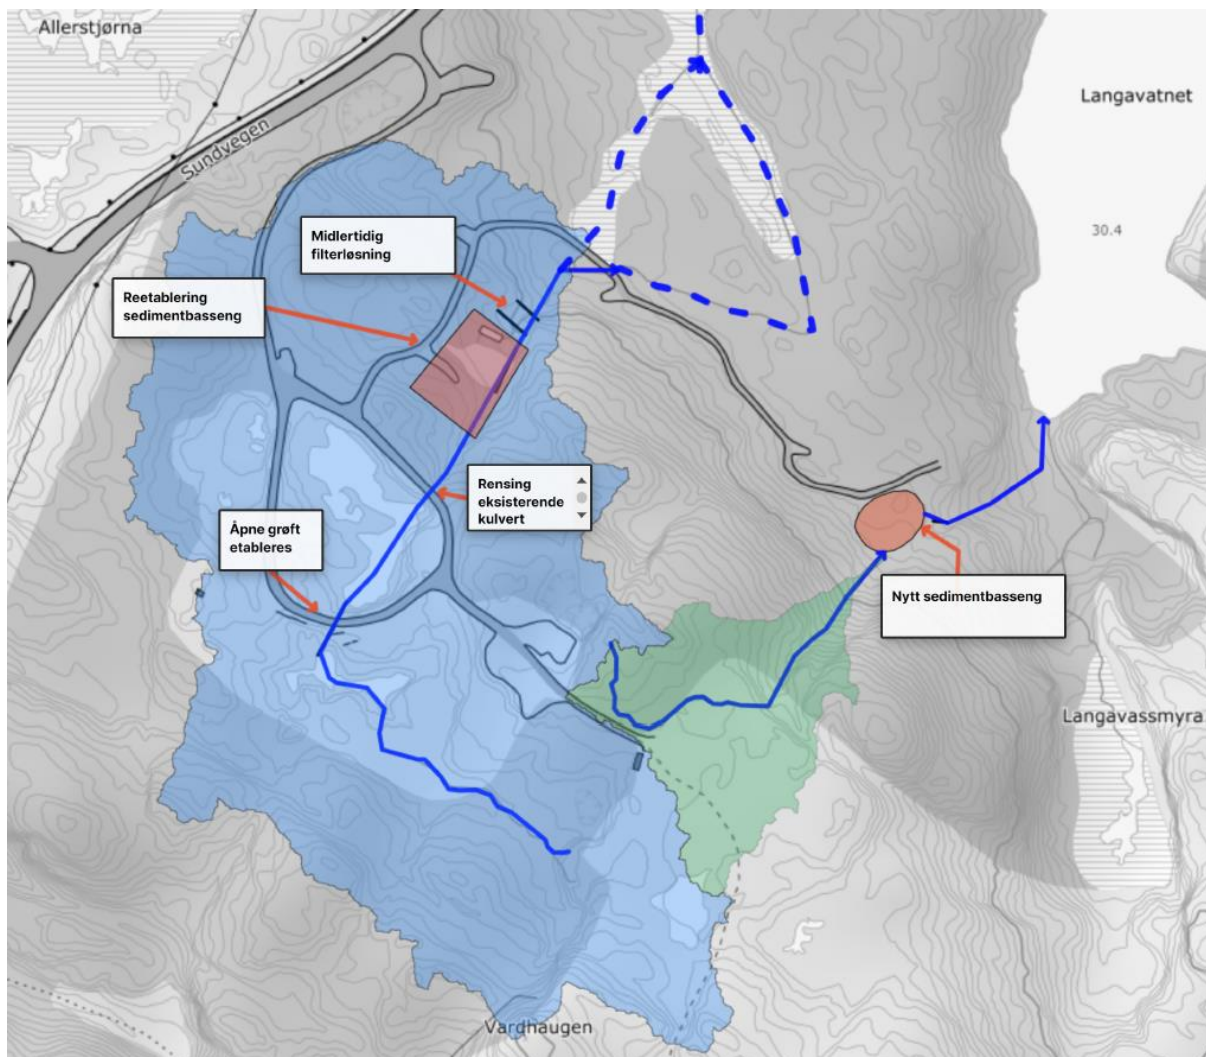 Allerstjørna
Langavatnet
Sundvegen
30.4
Midlertidig
filterløsning
Reetablering
sedimentbasseng
Rensing
eksisterende
kulvert
Åpne grøft
etableres
Nytt sedimentbasseng
Langavassmyra
Vardhaugen